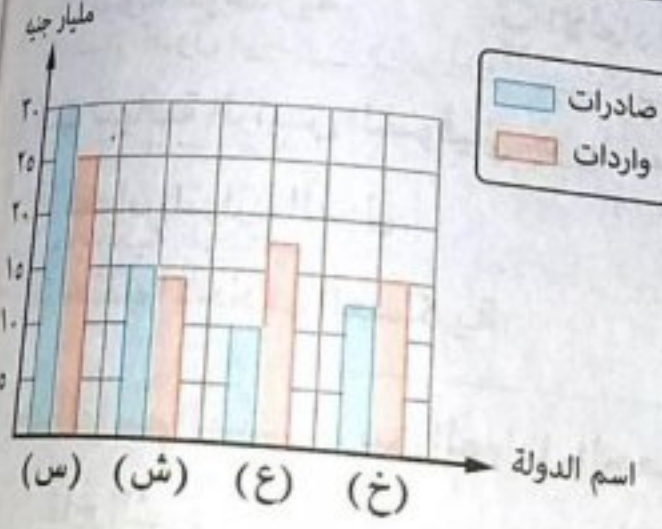 مليار جنيه
صادرات
واردات
٣٠
٢٥
٢٠
١٥
١٠
٥
(س) (ش) (ع) (خ)
اسم الدولة